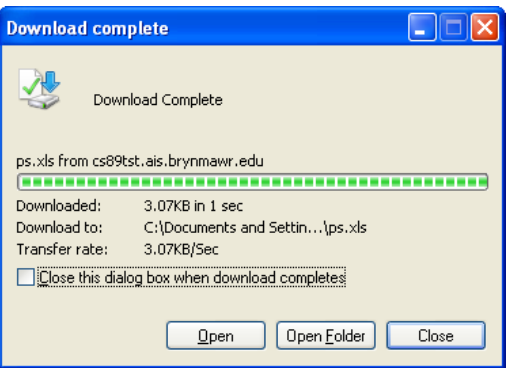 Download complete
Download Complete
ps.xls from cs89tst.ais.brynmawr.edu
Downloaded: 3.07KB in 1 sec
Download to: C:\Documents and Settin...\ps.xls
Transfer rate: 3.07KB/Sec
Close this dialog box when download completes
Open Open Folder Close